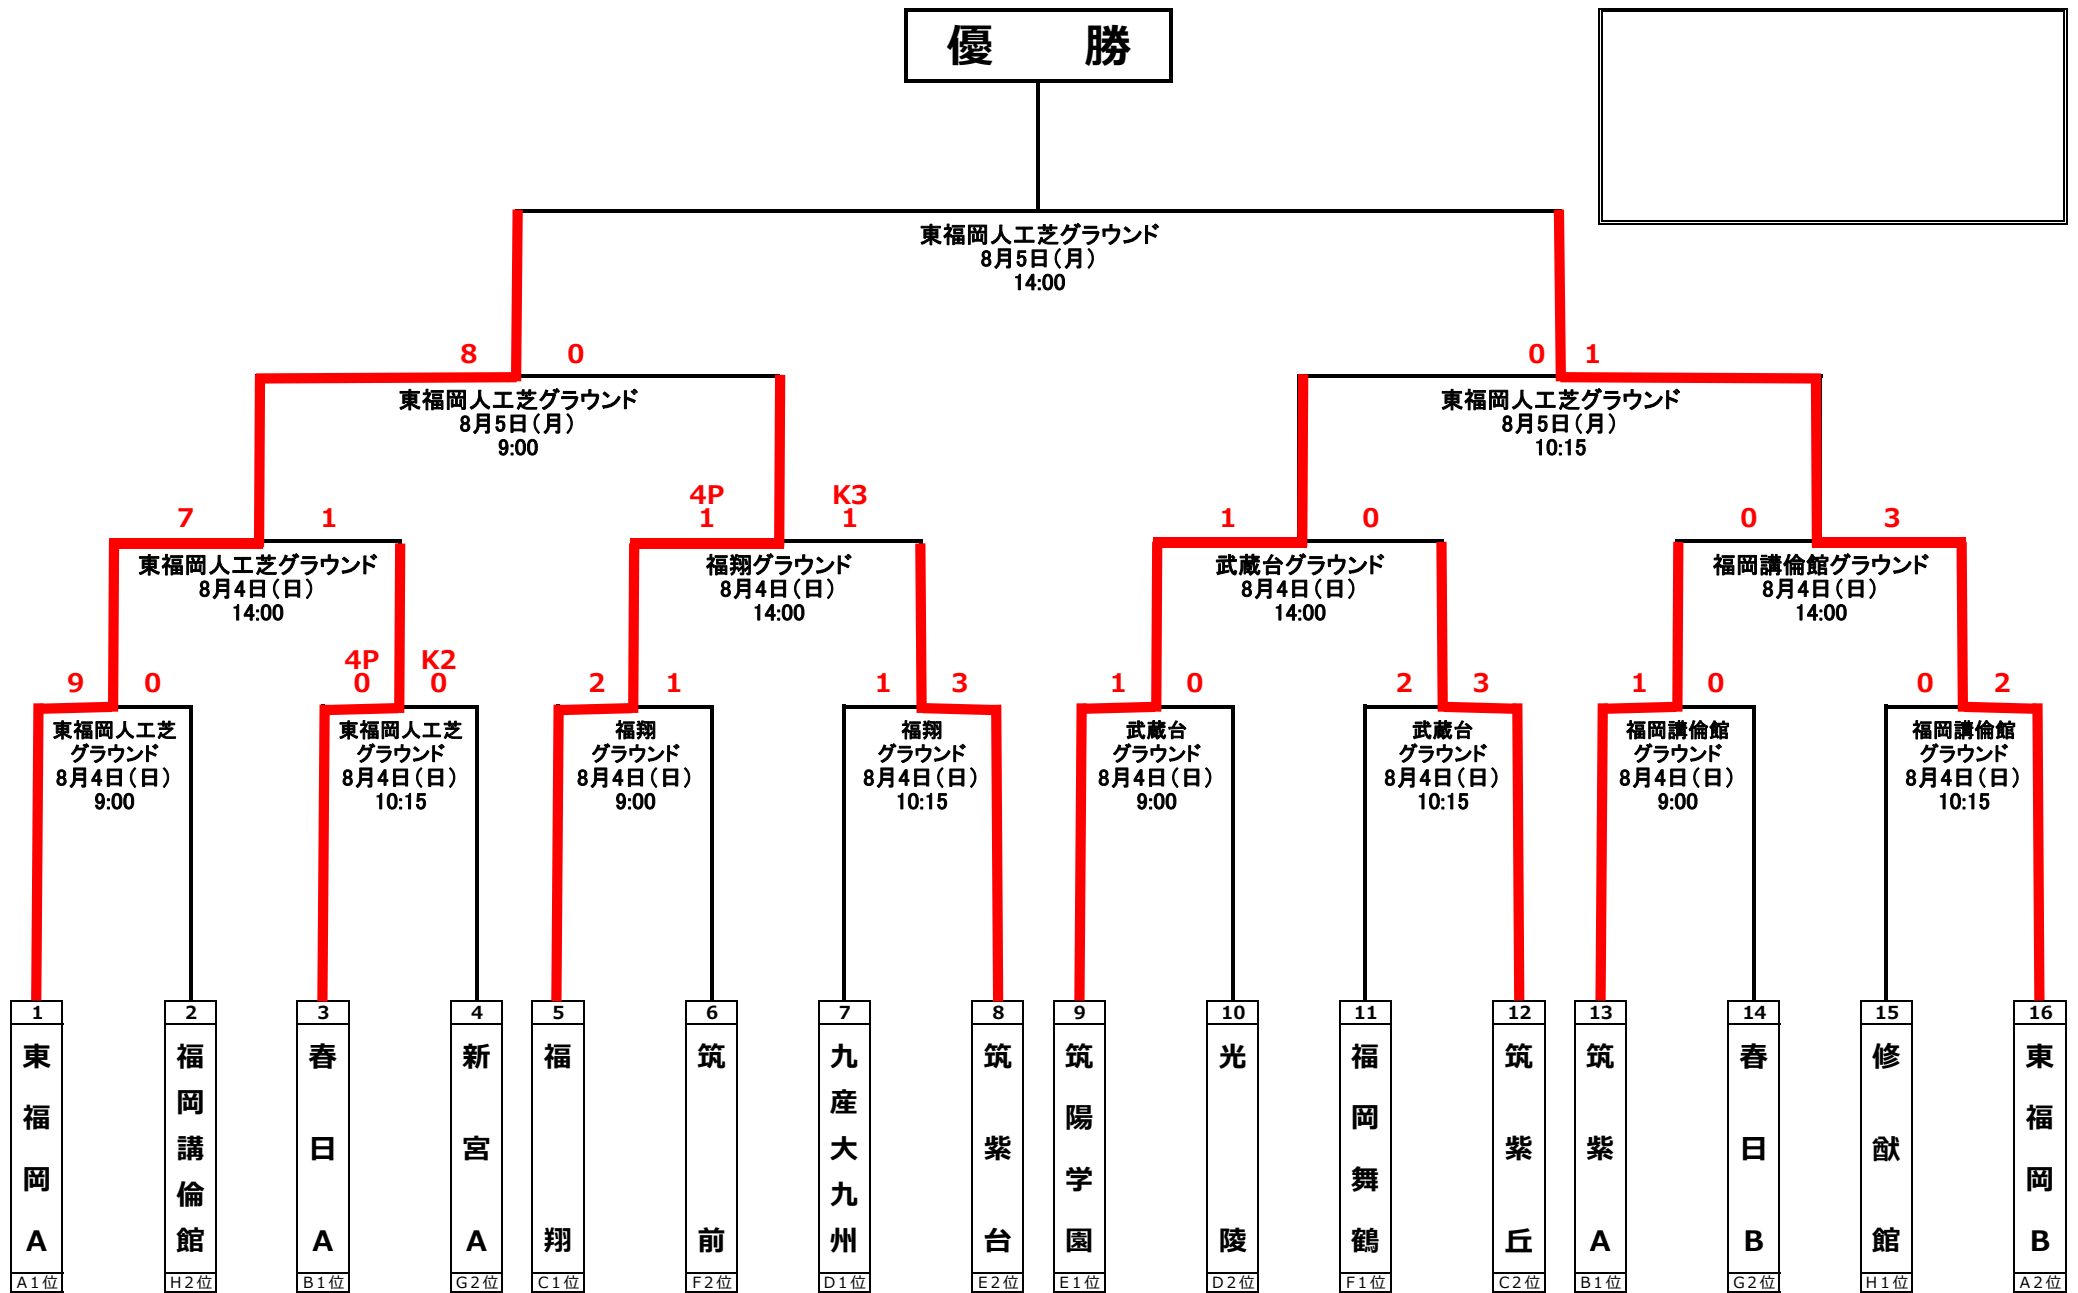 優　勝
東福岡人工芝グラウンド
8月5日(月)
14:00
8 0
0 1
東福岡人工芝グラウンド
8月5日(月)
9:00
東福岡人工芝グラウンド
8月5日(月)
10:15
4P K3
7 1
1 1
1 0
0 3
東福岡人工芝グラウンド
8月4日(日)
14:00
福翔グラウンド
8月4日(日)
14:00
武蔵台グラウンド
8月4日(日)
14:00
福岡講倫館グラウンド
8月4日(日)
14:00
4P K2
9 0
0 0
2 1
1 3
1 0
2 3
1 0
0 2
東福岡人工芝
グラウンド
8月4日(日)
9:00
東福岡人工芝
グラウンド
8月4日(日)
10:15
福翔
グラウンド
8月4日(日)
9:00
福翔
グラウンド
8月4日(日)
10:15
武蔵台
グラウンド
8月4日(日)
9:00
武蔵台
グラウンド
8月4日(日)
10:15
福岡講倫館
グラウンド
8月4日(日)
9:00
福岡講倫館
グラウンド
8月4日(日)
10:15
1
東福岡A
A1位
2
福岡講倫館
H2位
3
春日A
B1位
4
新宮A
G2位
5
福翔
C1位
6
筑前
F2位
7
九産大九州
D1位
8
筑紫台
E2位
9
筑陽学園
E1位
10
光陵
D2位
11
福岡舞鶴
F1位
12
筑紫丘
C2位
13
筑紫A
B1位
14
春日B
G2位
15
修猷館
H1位
16
東福岡B
A2位